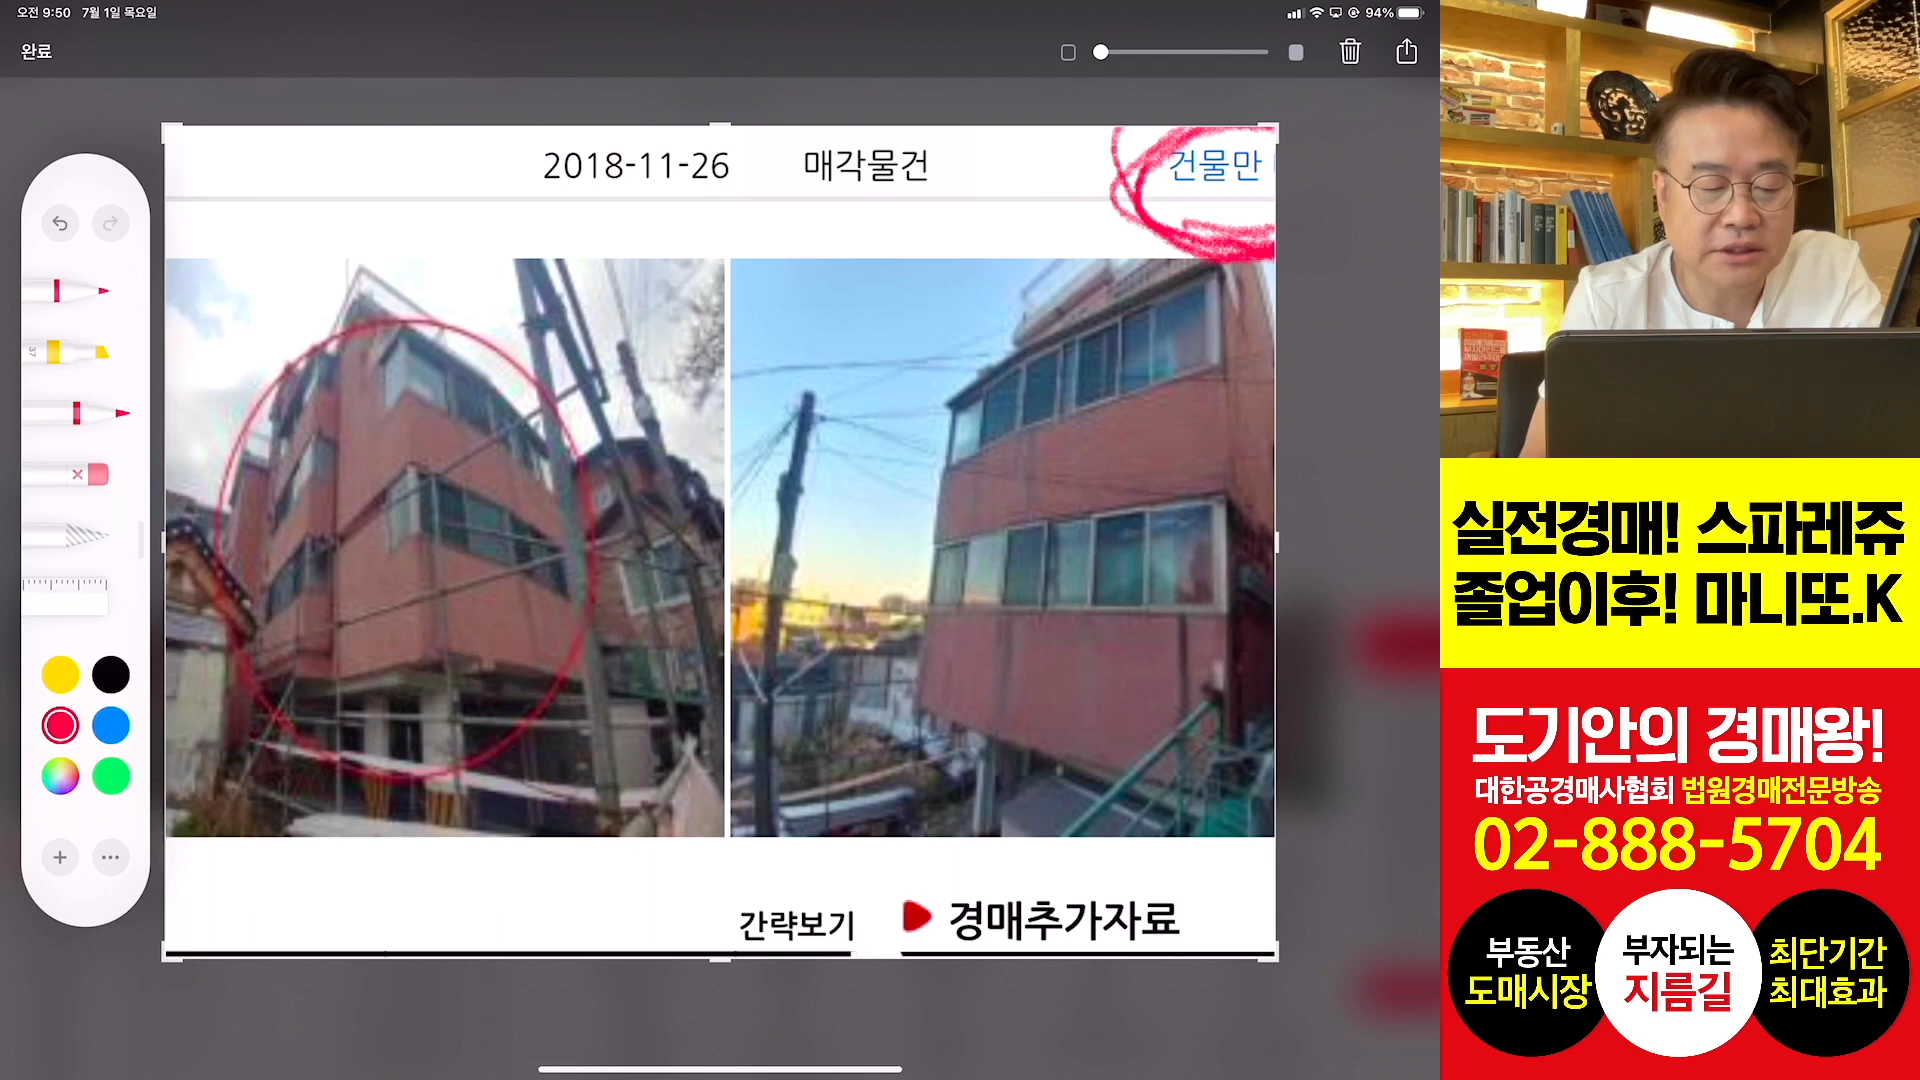 오전 9:50 7월 1일 목요일
94%
완료
2018-11-26 매각물건 건물만
37
간략보기 ▶ 경매추가자료
실전경매! 스파레쥬
졸업이후! 마니또.K
도기안의 경매왕!
대한공경매사협회 법원경매전문방송
02-888-5704
부동산
도매시장
부자되는
지름길
최단기간
최대효과